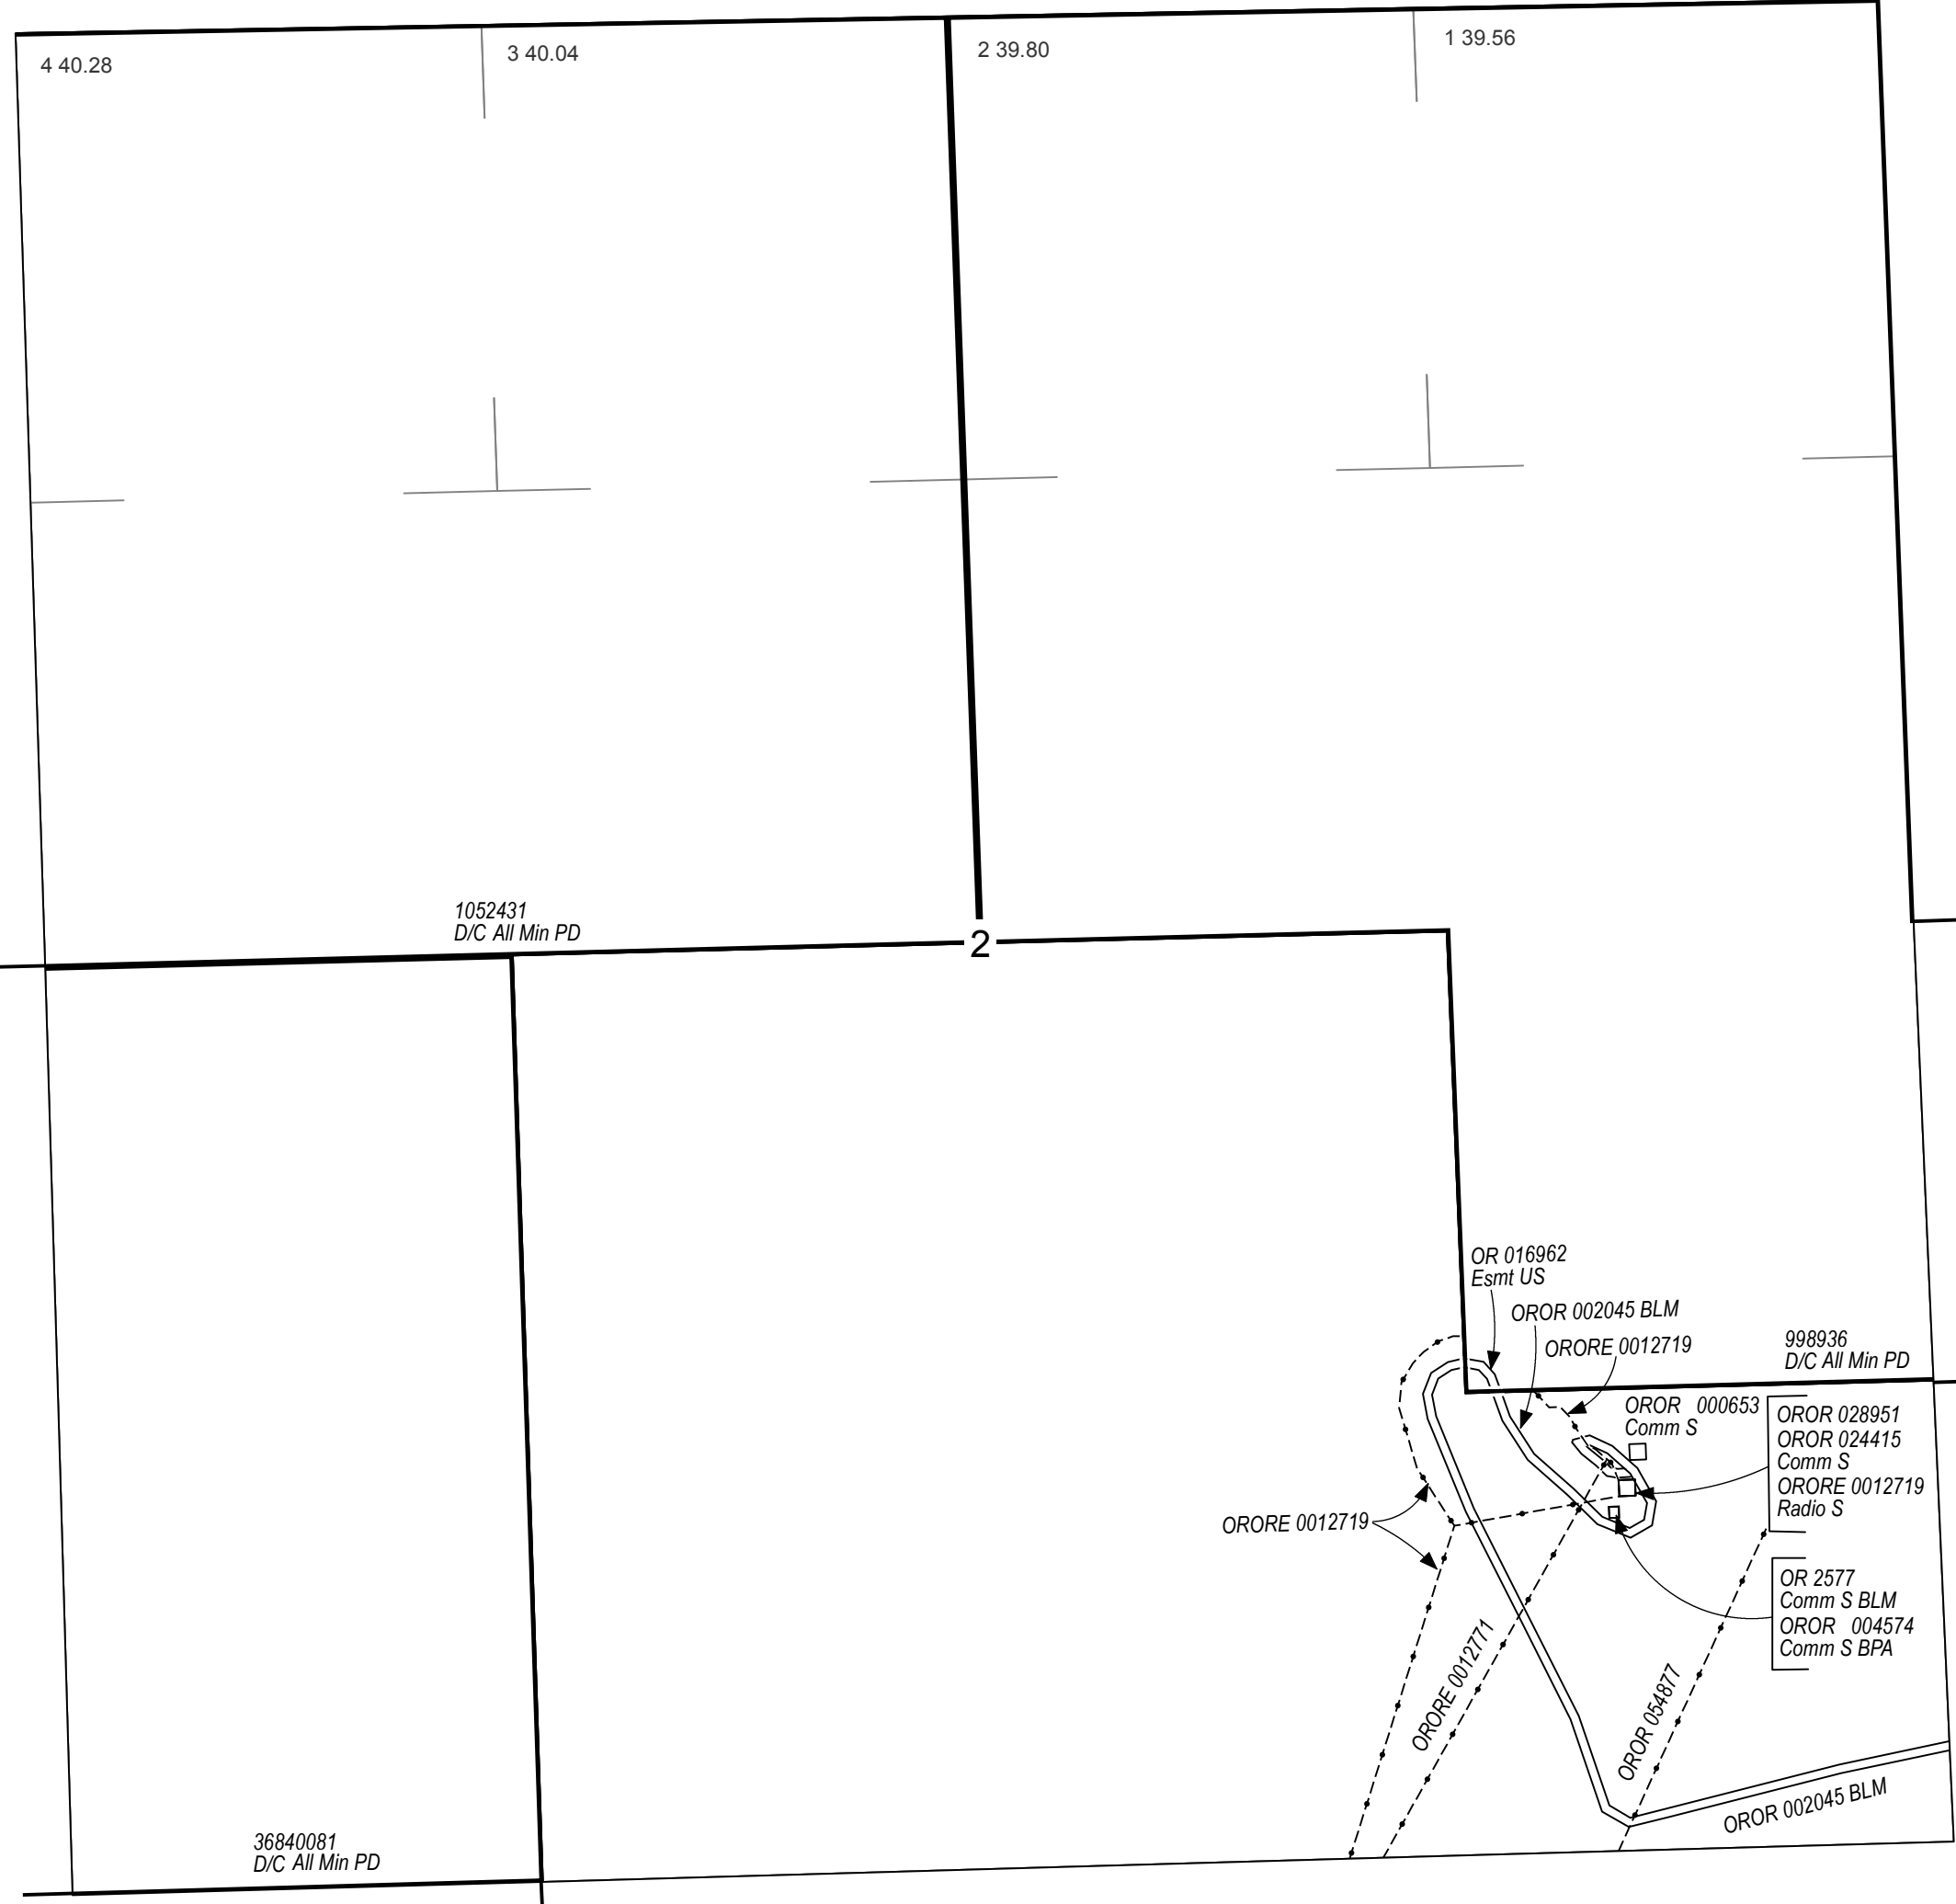 4 40.28
3 40.04
2 39.80
1 39.56
1052431
D/C All Min PD
2
OR 016962
Esmt US
OROR 002045 BLM
ORORE 0012719
998936
D/C All Min PD
OROR 000653
Comm S
OROR 028951
OROR 024415
Comm S
ORORE 0012719
Radio S
ORORE 0012719
OR 2577
Comm S BLM
OROR 004574
Comm S BPA
ORORE 0012771
OROR 054877
OROR 002045 BLM
36840081
D/C All Min PD